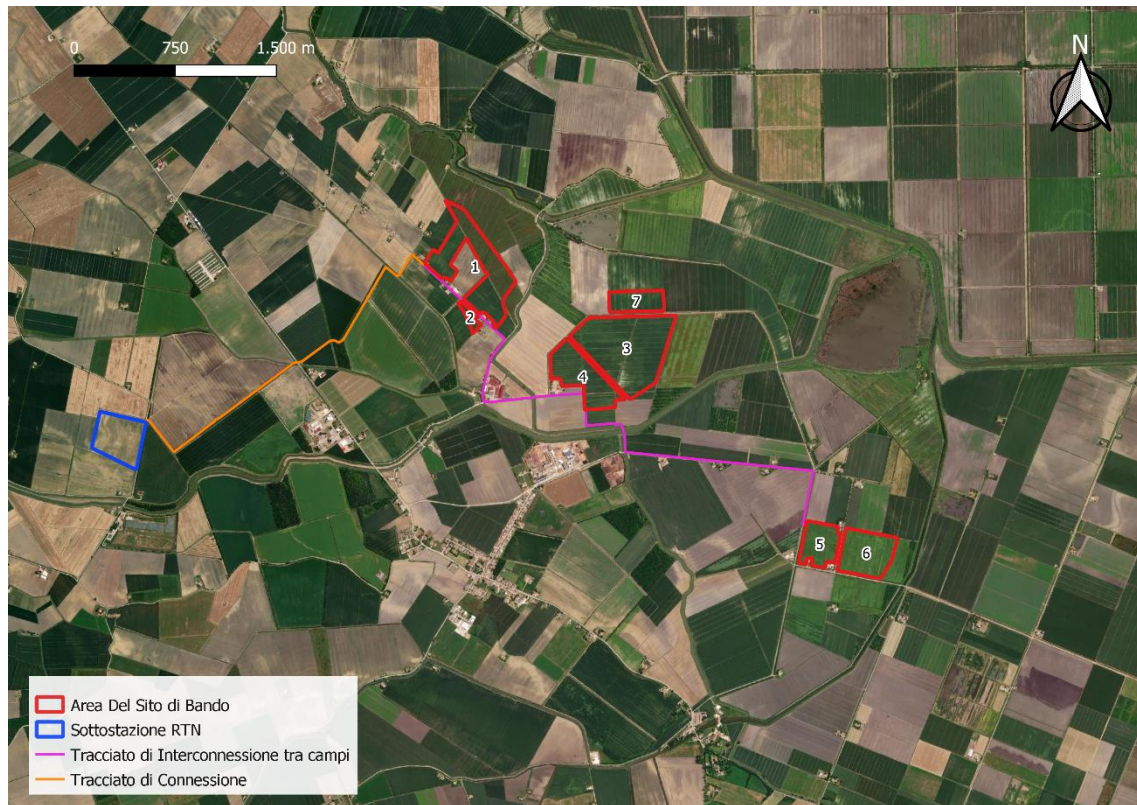 0 750 1.500 m
N
1
2
7
3
4
5
6
Area Del Sito di Bando
Sottostazione RTN
Tracciato di Interconnessione tra campi
Tracciato di Connessione